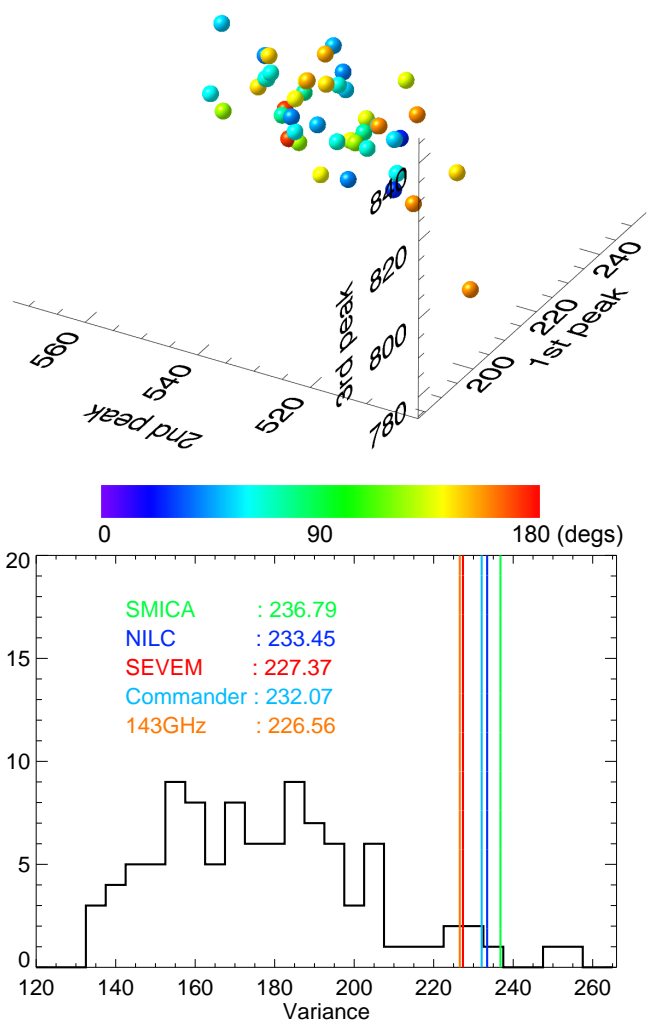 840
820
800
780
3rd peak
240
220
200
1st peak
560
540
520
2nd peak
0 90 180 (degs)
20
15
10
5
0
SMICA : 236.79
NILC : 233.45
SEVEM : 227.37
Commander : 232.07
143GHz : 226.56
120 140 160 180 200 220 240 260
Variance